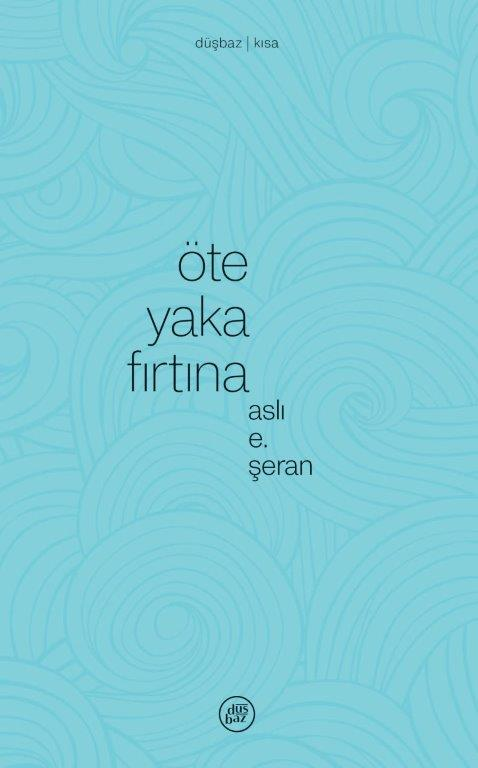 düşbaz | kısa
öte
yaka
fırtına
aslı
e.
şeran
düş
baz